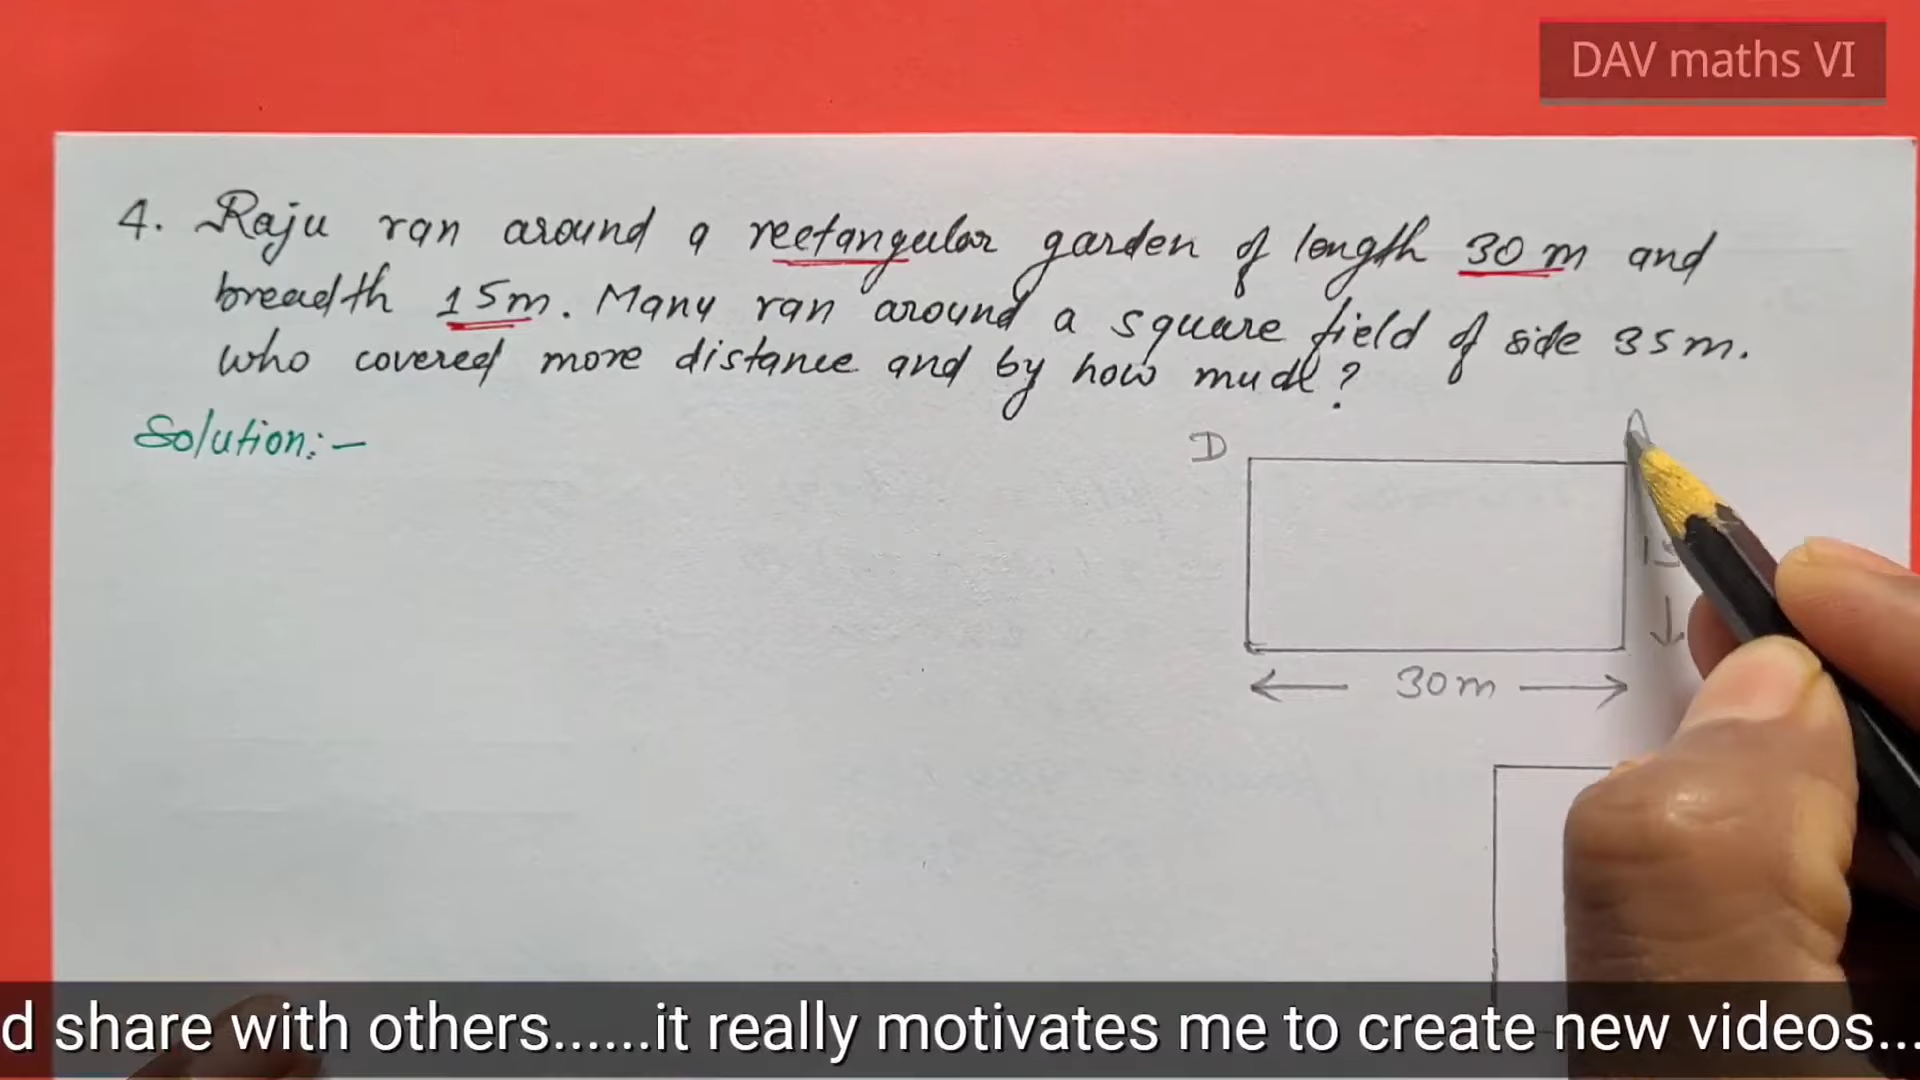 DAV maths VI
4. Raju ran around a rectangular garden of length 30 m and
breadth 15m. Many ran around a square field of side 35m.
who covered more distance and by how much?
Solution:-
D
30m
d share with others......it really motivates me to create new videos...